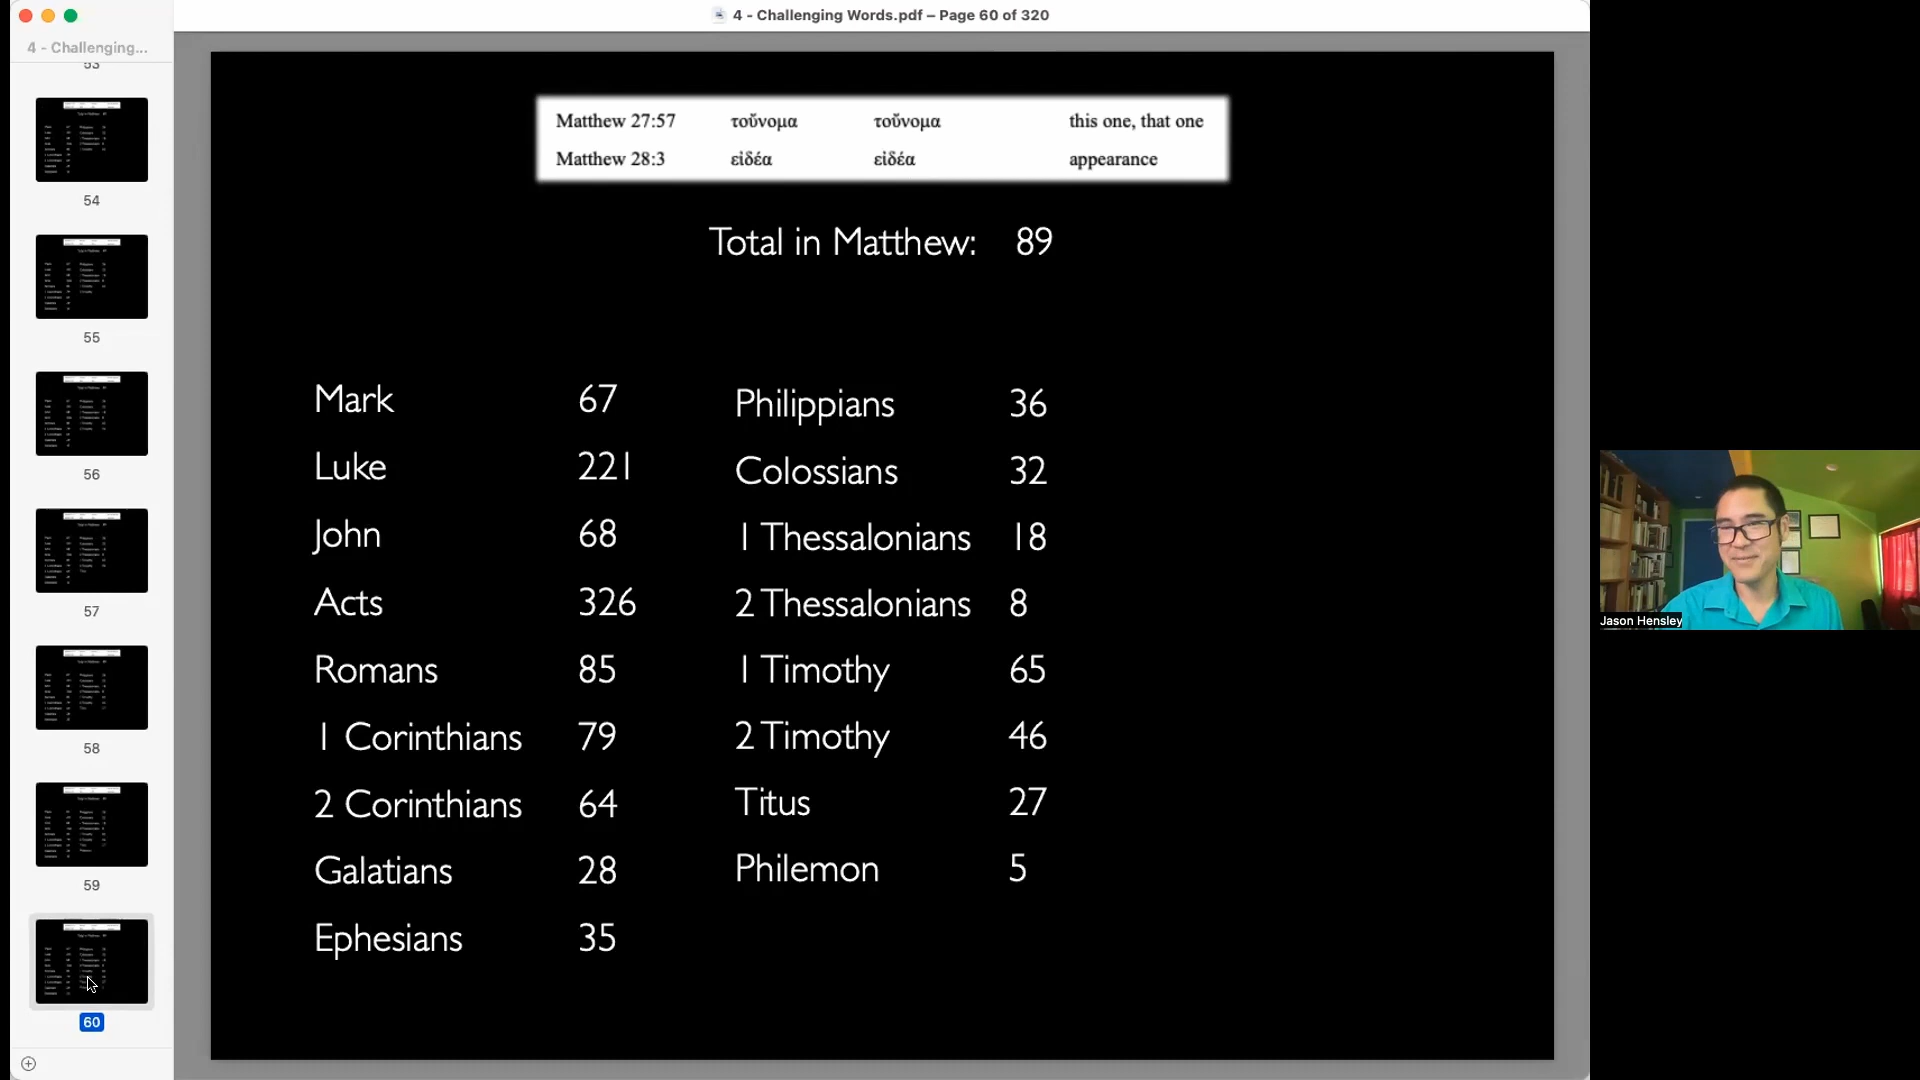 4 - Challenging Words.pdf – Page 60 of 320
4 - Challenging...
53
54
55
56
57
58
59
60
Matthew 27:57 τοὔνομα τοὔνομα this one, that one
Matthew 28:3 εἰδέα εἰδέα appearance
Total in Matthew: 89
Mark 67
Luke 221
John 68
Acts 326
Romans 85
1 Corinthians 79
2 Corinthians 64
Galatians 28
Ephesians 35
Philippians 36
Colossians 32
1 Thessalonians 18
2 Thessalonians 8
1 Timothy 65
2 Timothy 46
Titus 27
Philemon 5
Jason Hensley